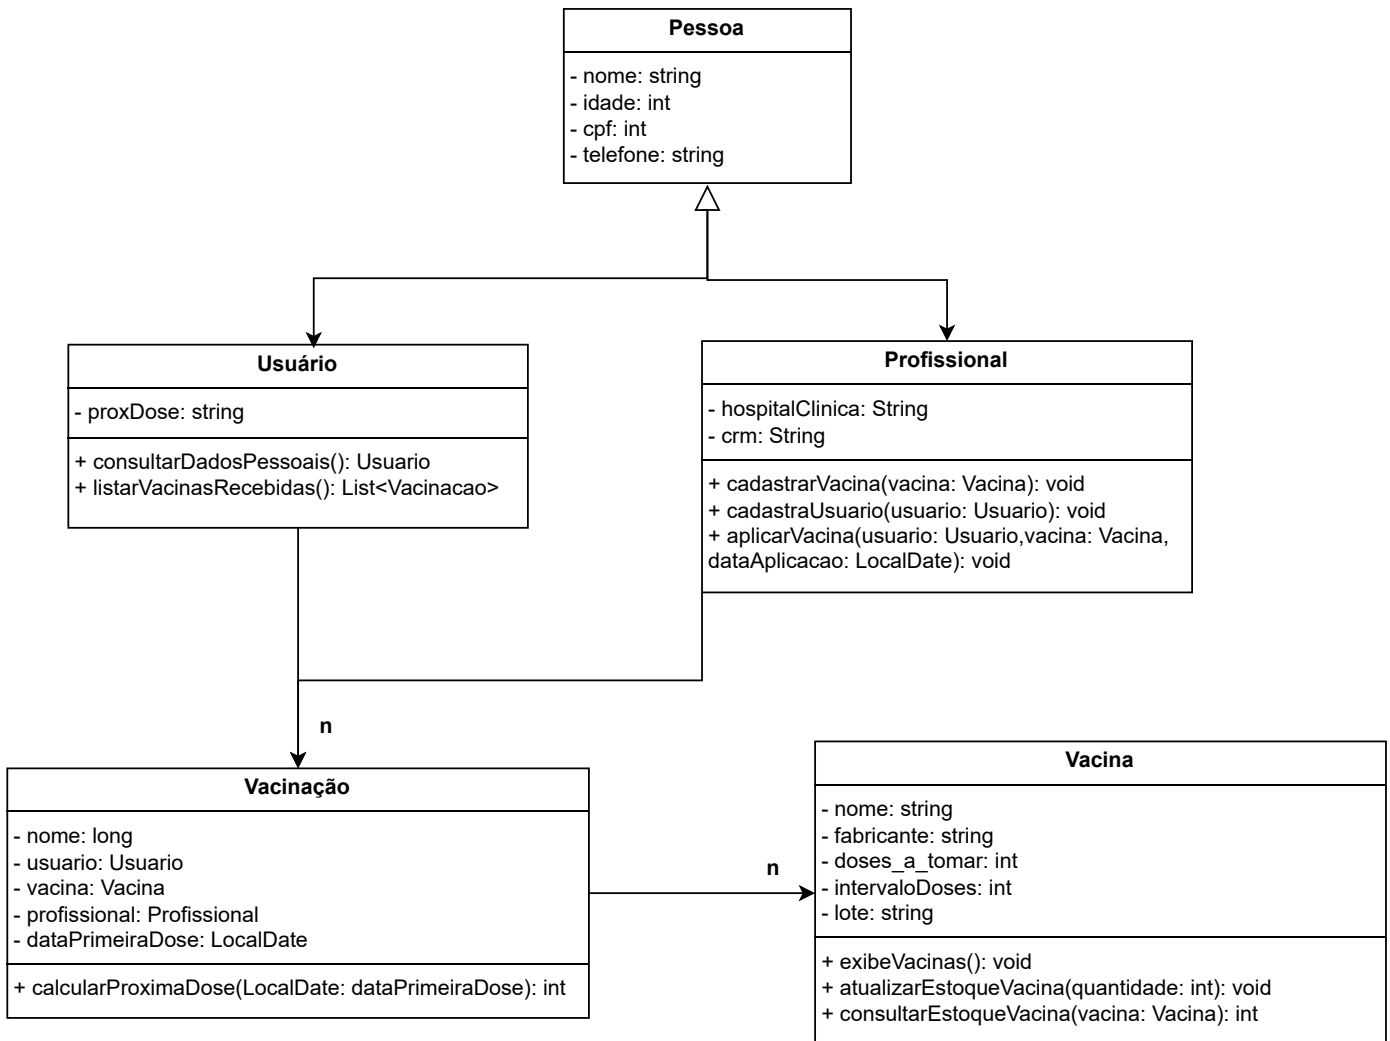 Pessoa
- nome: string
- idade: int
- cpf: int
- telefone: string
Usuário
- proxDose: string
+ consultarDadosPessoais(): Usuario
+ listarVacinasRecebidas(): List<Vacinacao>
Profissional
- hospitalClinica: String
- crm: String
+ cadastrarVacina(vacina: Vacina): void
+ cadastraUsuario(usuario: Usuario): void
+ aplicarVacina(usuario: Usuario,vacina: Vacina,
dataAplicacao: LocalDate): void
n
Vacinação
- nome: long
- usuario: Usuario
- vacina: Vacina
- profissional: Profissional
- dataPrimeiraDose: LocalDate
+ calcularProximaDose(LocalDate: dataPrimeiraDose): int
n
Vacina
- nome: string
- fabricante: string
- doses_a_tomar: int
- intervaloDoses: int
- lote: string
+ exibeVacinas(): void
+ atualizarEstoqueVacina(quantidade: int): void
+ consultarEstoqueVacina(vacina: Vacina): int